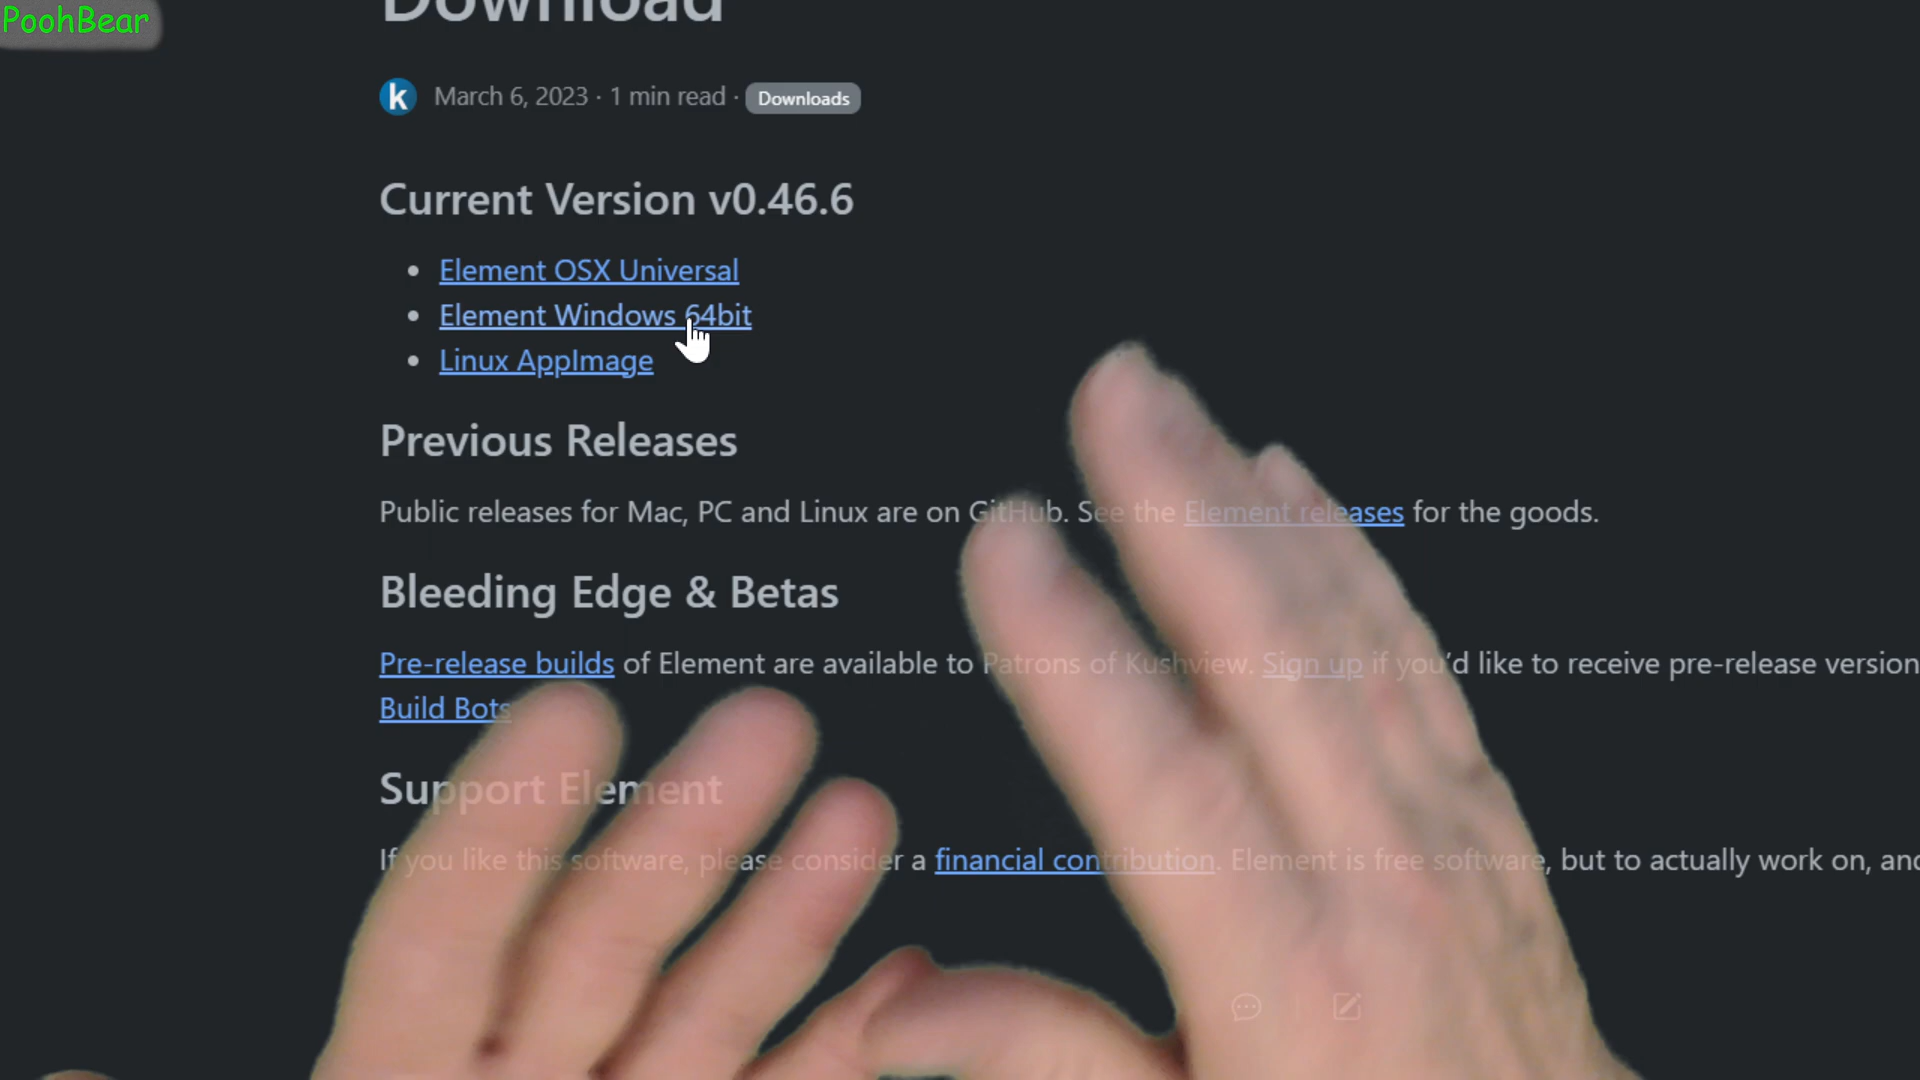 PoohBear
Download
k March 6, 2023 · 1 min read · Downloads
Current Version v0.46.6
• Element OSX Universal
• Element Windows 64bit
• Linux AppImage
Previous Releases
Public releases for Mac, PC and Linux are on GitHub. See the Element releases for the goods.
Bleeding Edge & Betas
Pre-release builds of Element are available to Patrons of Kushview. Sign up if you'd like to receive pre-release version
Build Bots
Support Element
If you like this software, please consider a financial contribution. Element is free software, but to actually work on, and